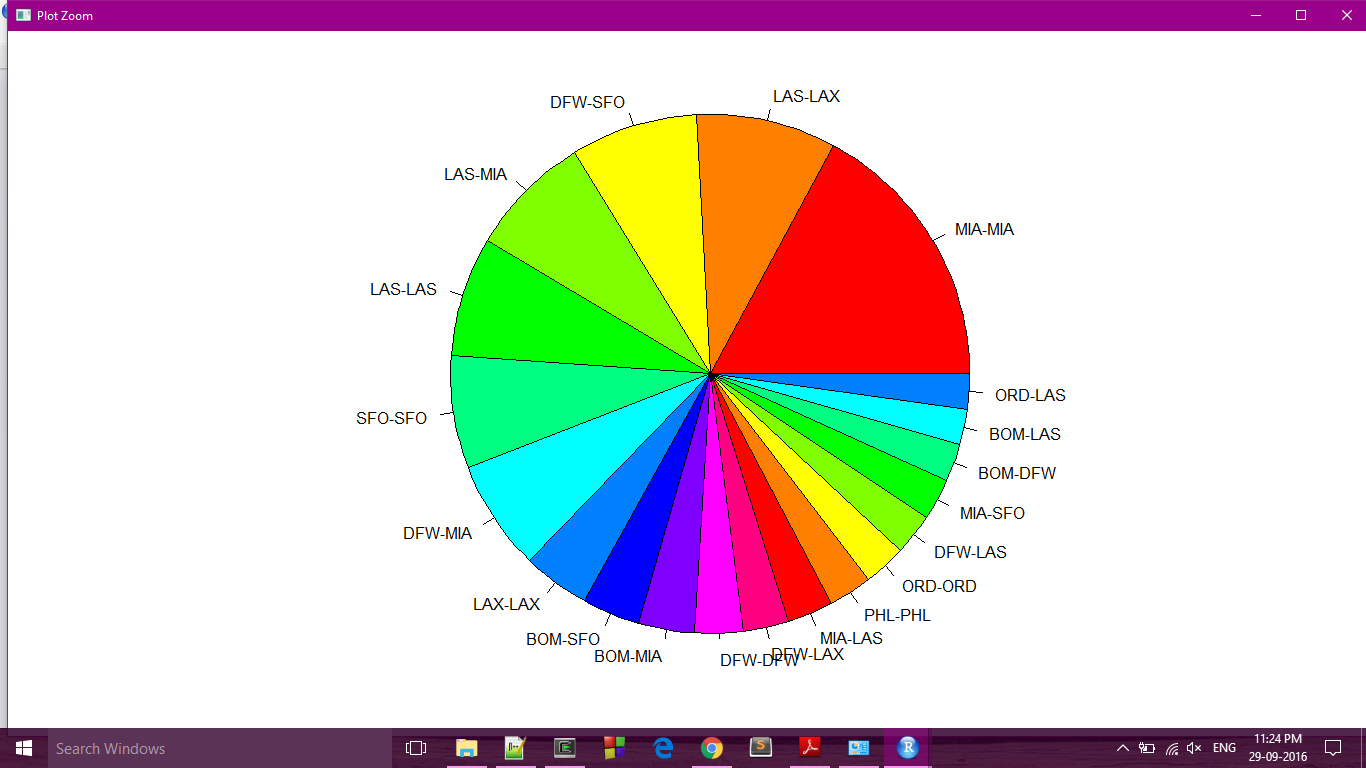 Plot Zoom
LAS-LAX
DFW-SFO
MIA-MIA
LAS-MIA
LAS-LAS
SFO-SFO
DFW-MIA
LAX-LAX
BOM-SFO
BOM-MIA
DFW-DFW
DFW-LAX
MIA-LAS
PHL-PHL
ORD-ORD
DFW-LAS
MIA-SFO
BOM-DFW
BOM-LAS
ORD-LAS
Search Windows
ENG
11:24 PM
29-09-2016